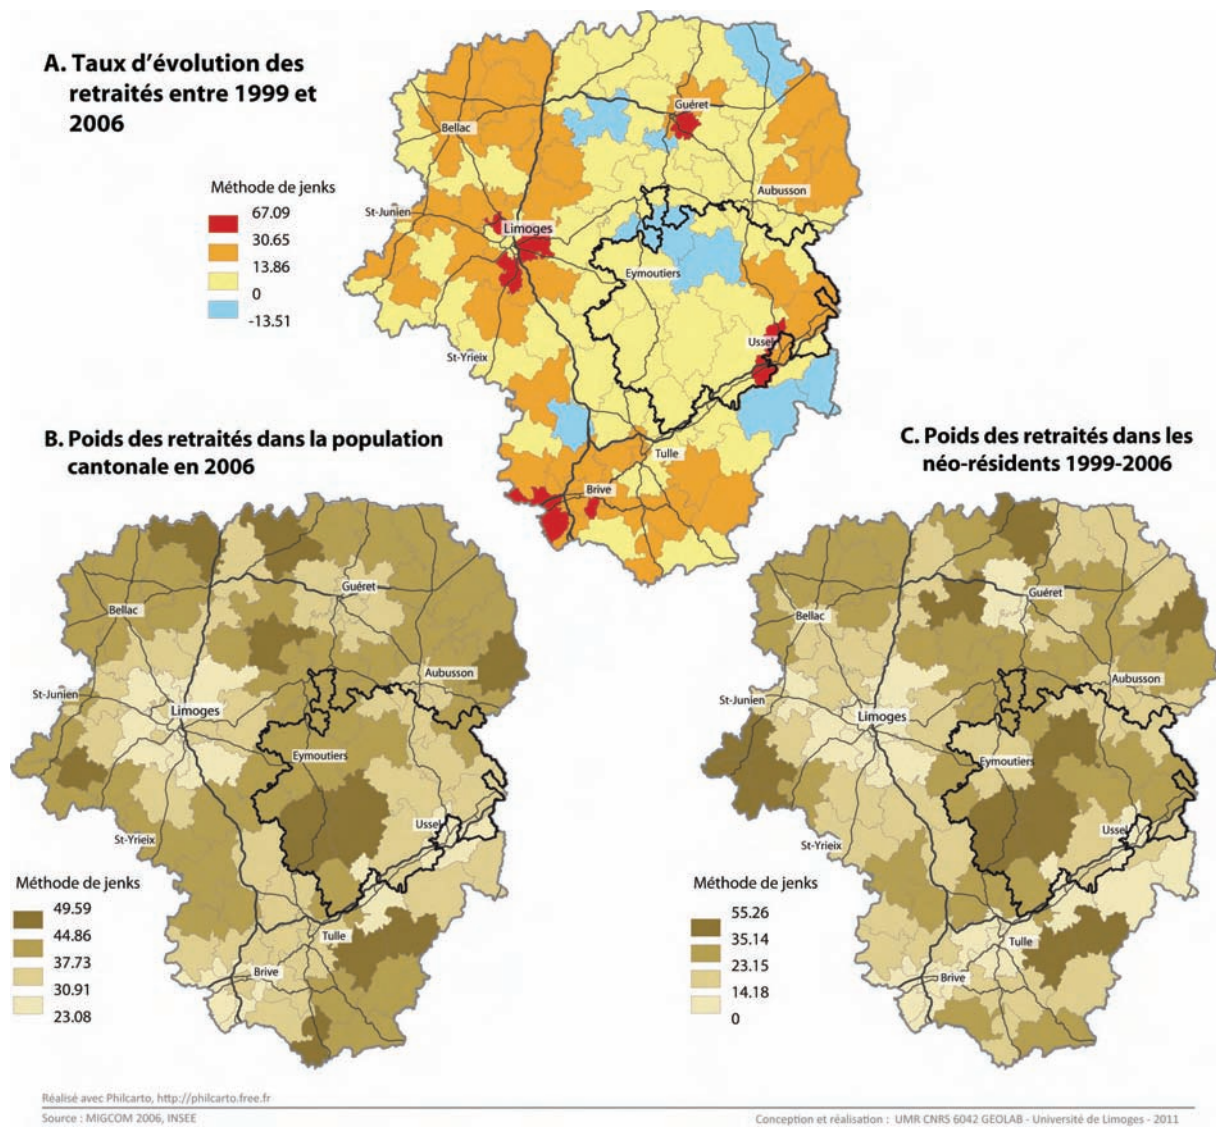 A. Taux d'évolution des
retraités entre 1999 et
2006
Méthode de jenks
67.09
30.65
13.86
0
-13.51
Guéret
Bellac
Aubusson
St-Junien
Limoges
Eymoutiers
Ussel
St-Yrieix
Tulle
Brive
B. Poids des retraités dans la population
cantonale en 2006
Guéret
Bellac
Aubusson
St-Junien
Limoges
Eymoutiers
Ussel
St-Yrieix
Tulle
Brive
Méthode de jenks
49.59
44.86
37.73
30.91
23.08
C. Poids des retraités dans les
néo-résidents 1999-2006
Guéret
Bellac
Aubusson
St-Junien
Limoges
Eymoutiers
Ussel
St-Yrieix
Tulle
Brive
Méthode de jenks
55.26
35.14
23.15
14.18
0
Réalisé avec Philcarto, http://philcarto.free.fr
Source : MIGCOM 2006, INSEE
Conception et réalisation : UMR CNRS 6042 GEOLAB - Université de Limoges - 2011